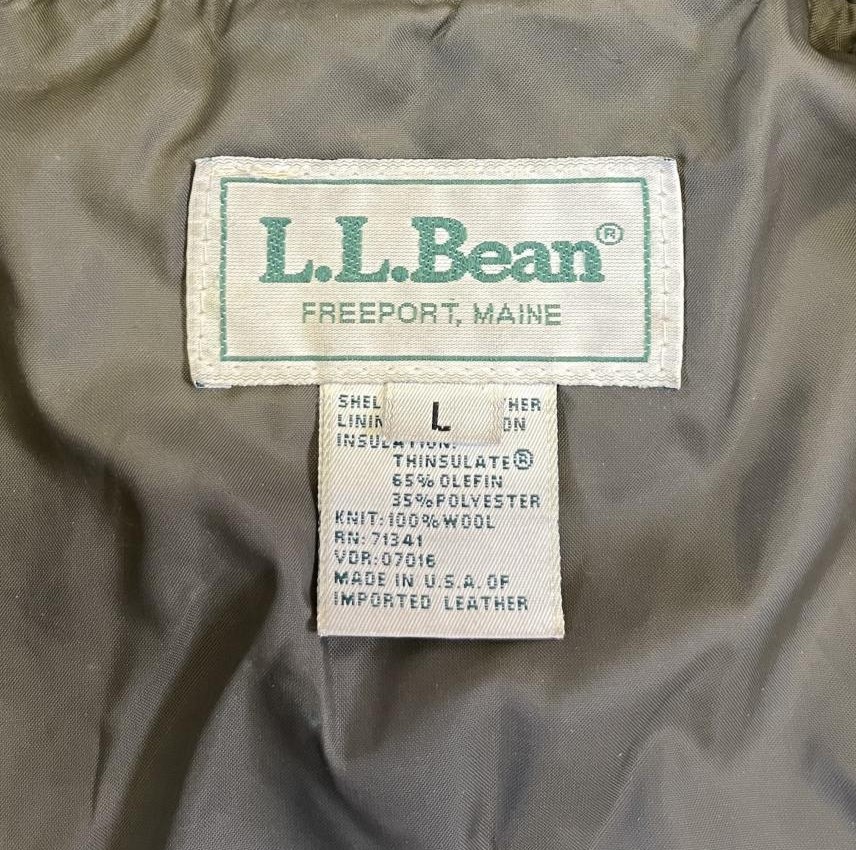 L.L.Bean®
FREEPORT, MAINE
L
THINSULATE®
65% OLEFIN
35% POLYESTER
KNIT: 100% WOOL
RN: 71341
VDR: 07016
MADE IN U.S.A. OF
IMPORTED LEATHER